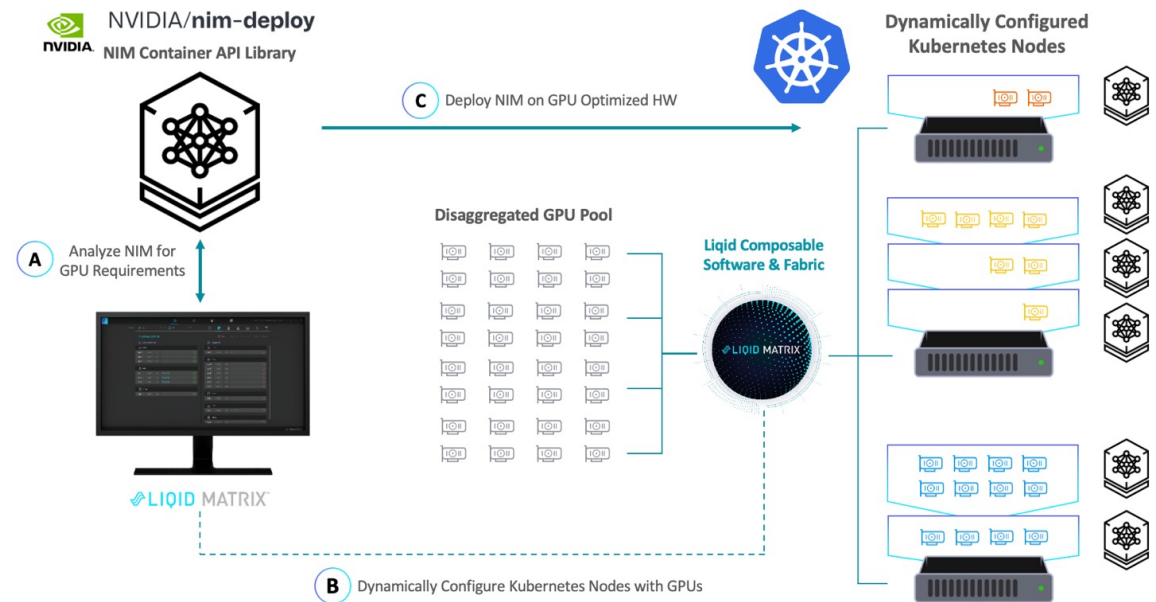 NVIDIA/nim-deploy
NVIDIA.
NIM Container API Library
C
Deploy NIM on GPU Optimized HW
Dynamically Configured
Kubernetes Nodes
A
Analyze NIM for
GPU Requirements
Disaggregated GPU Pool
Liqid Composable
Software & Fabric
LIQID MATRIX
LIQID MATRIX
B
Dynamically Configure Kubernetes Nodes with GPUs